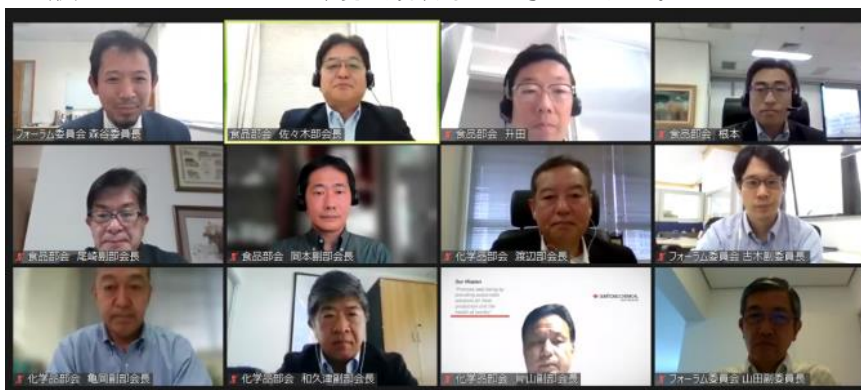 フォーラム委員会 森谷委員長
食品部会 佐々木部会長
食品部会 升田
食品部会 根本
食品部会 尾崎副部会長
食品部会 岡本副部会長
化学品部会 渡辺部会長
フォーラム委員会 吉木副委員長
化学品部会 亀岡副部会長
化学品部会 和久津副部会長
Our Mission
化学品部会 片山副部会長
フォーラム委員会 山田副委員長